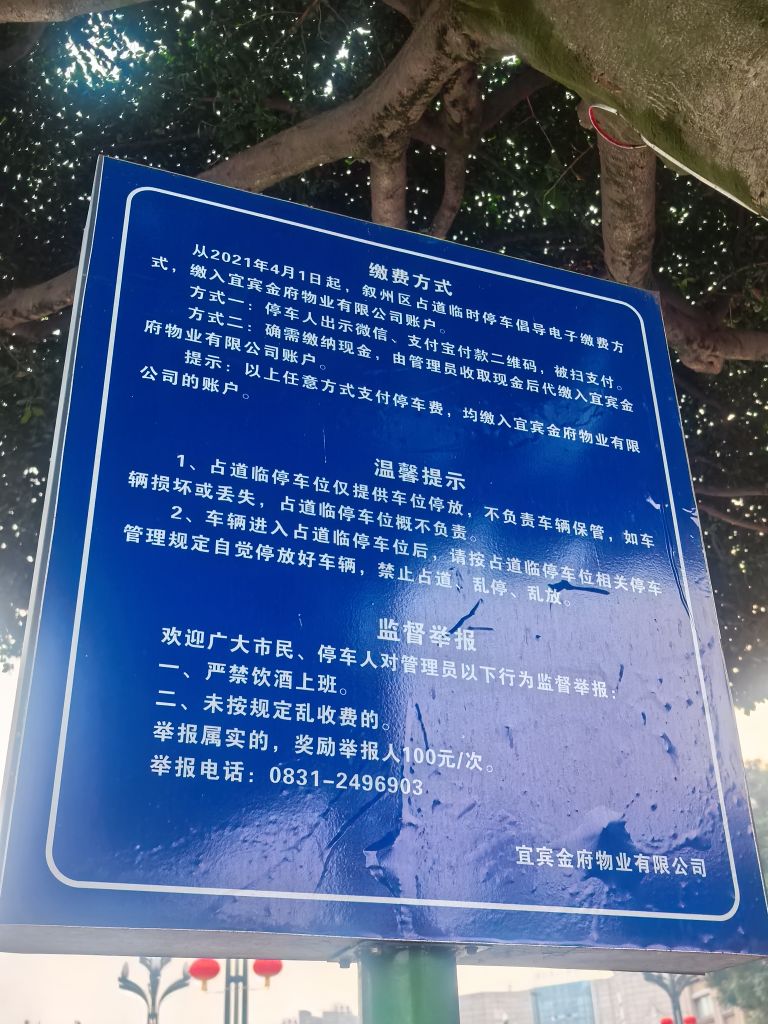 缴费方式
从2021年4月1日起，叙州区占道临时停车倡导电子缴费方
式，缴入宜宾金府物业有限公司账户。
方式一：停车人出示微信、支付宝付款二维码，被扫支付。
方式二：确需缴纳现金，由管理员收取现金后代缴入宜宾金
府物业有限公司账户。
提示：以上任意方式支付停车费，均缴入宜宾金府物业有限
公司的账户。
温馨提示
1、占道临停车位仅提供车位停放，不负责车辆保管，如车
辆损坏或丢失，占道临停车位概不负责。
2、车辆进入占道临停车位后，请按占道临停车位相关停车
管理规定自觉停放好车辆，禁止占道、乱停、乱放。
监督举报
欢迎广大市民、停车人对管理员以下行为监督举报：
一、严禁饮酒上班。
二、未按规定乱收费的。
举报属实的，奖励举报人100元/次。
举报电话：0831-2496903
宜宾金府物业有限公司